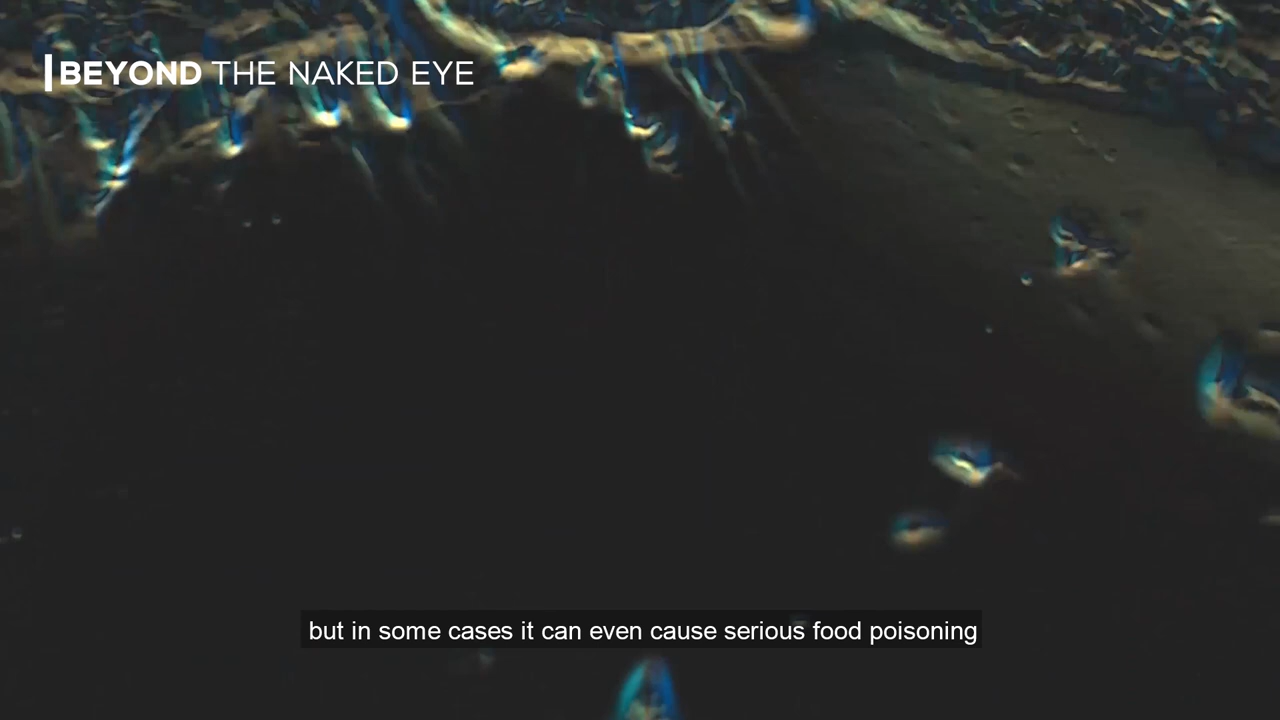 BEYOND THE NAKED EYE
but in some cases it can even cause serious food poisoning